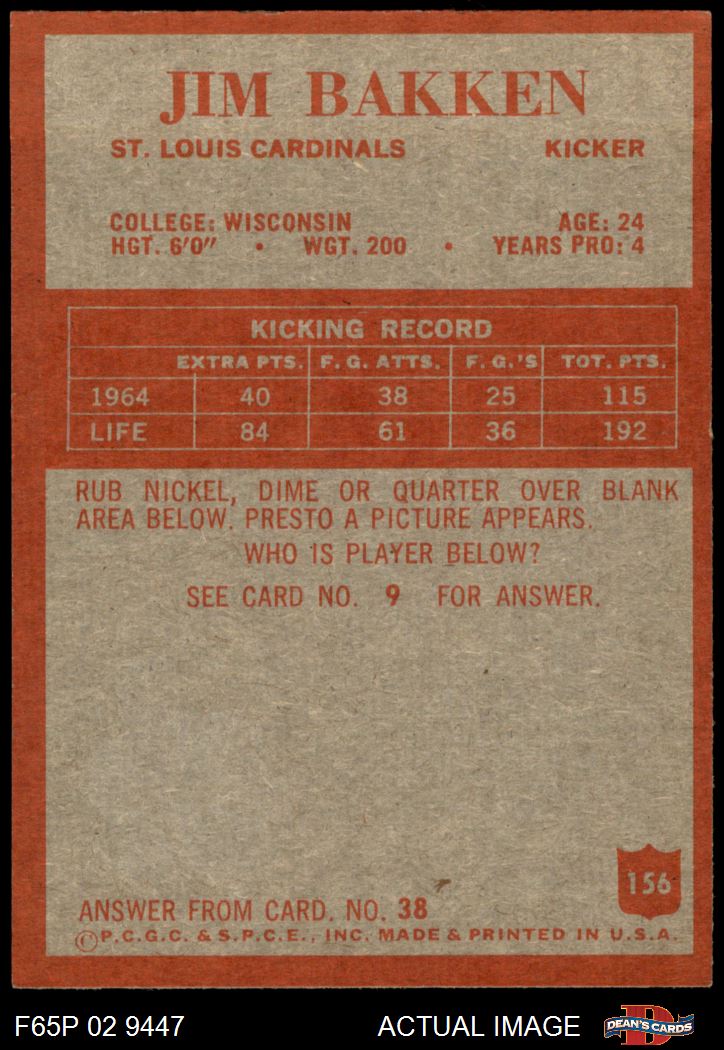 JIM BAKKEN
ST. LOUIS CARDINALS KICKER
COLLEGE: WISCONSIN AGE: 24
HGT. 6'0" • WGT. 200 • YEARS PRO: 4
KICKING RECORD
EXTRA PTS. F. G. ATTS. F. G.'S TOT. PTS.
1964 40 38 25 115
LIFE 84 61 36 192
RUB NICKEL, DIME OR QUARTER OVER BLANK
AREA BELOW. PRESTO A PICTURE APPEARS.
WHO IS PLAYER BELOW?
SEE CARD NO. 9 FOR ANSWER.
156
ANSWER FROM CARD. NO. 38
©P.C.G.C. & S.P.C.E., INC. MADE & PRINTED IN U.S.A.
F65P 02 9447 ACTUAL IMAGE D DEAN'S CARDS